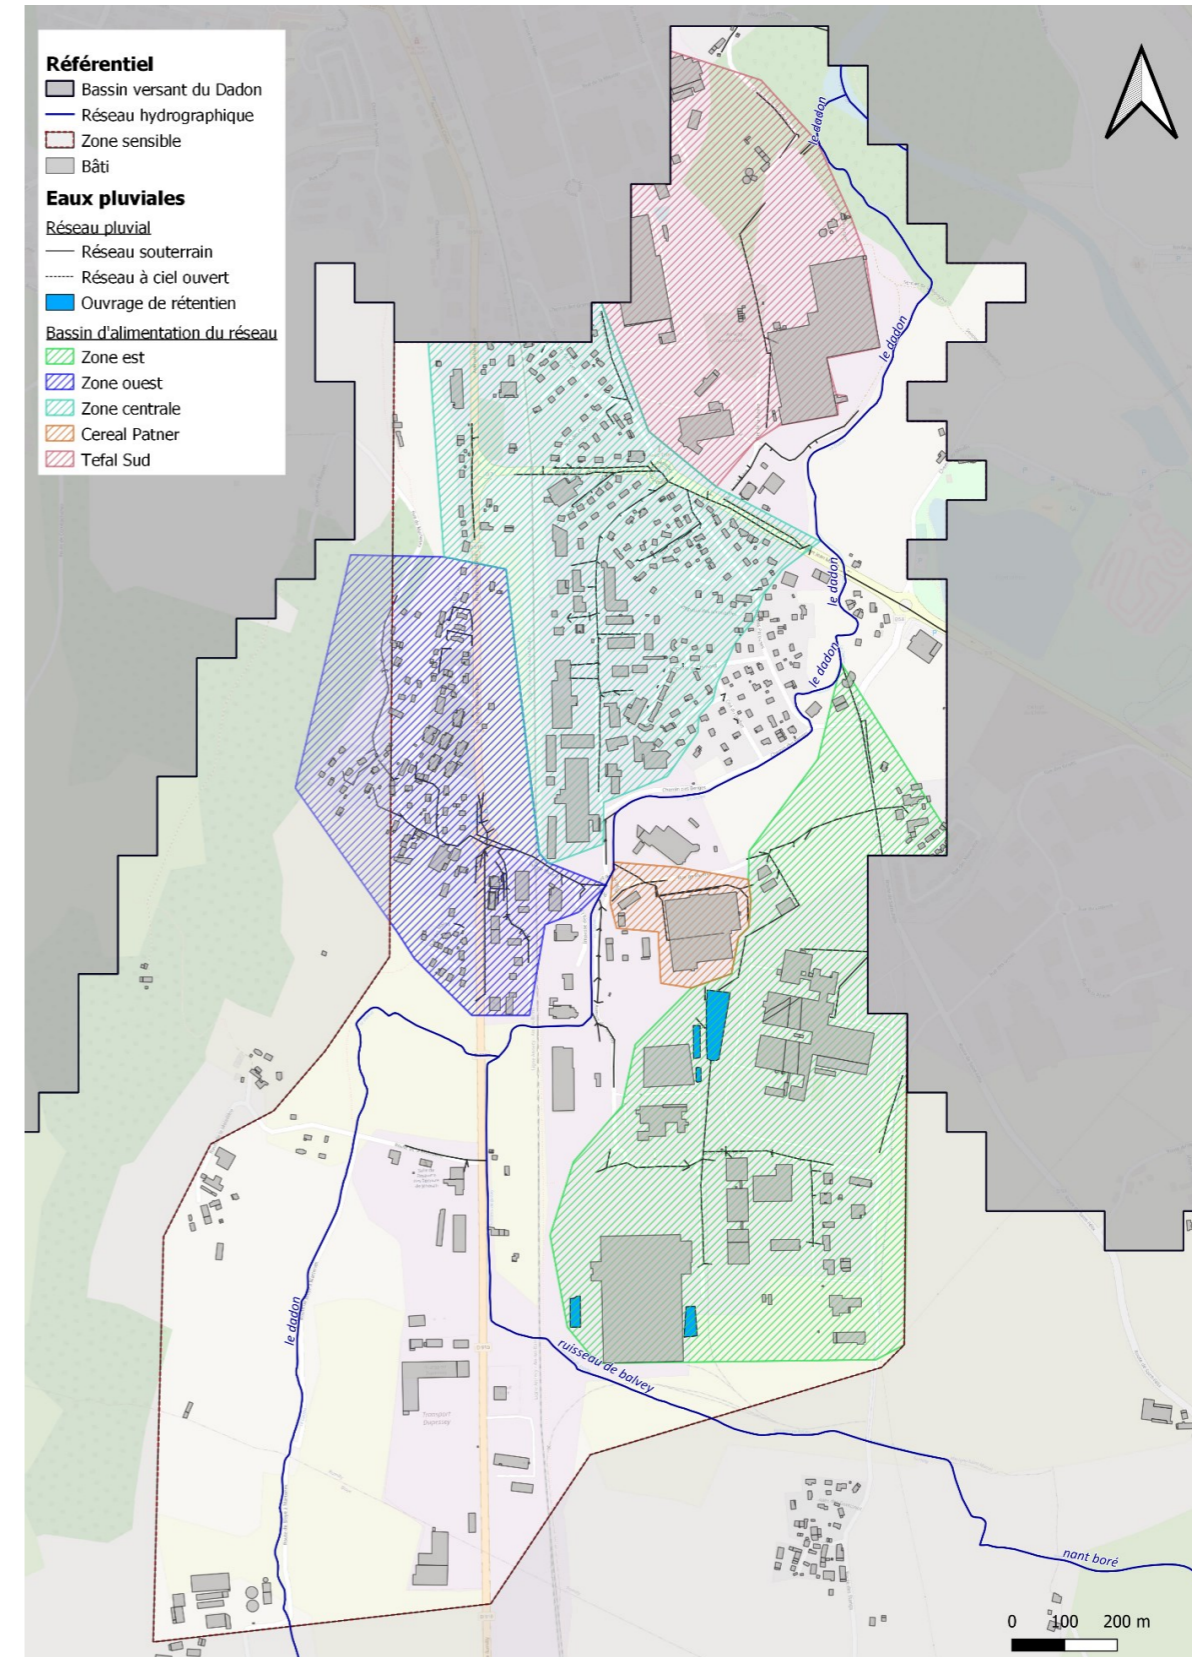 Référentiel
Bassin versant du Dadon
Réseau hydrographique
Zone sensible
Bâti
Eaux pluviales
Réseau pluvial
Réseau souterrain
Réseau à ciel ouvert
Ouvrage de rétentien
Bassin d'alimentation du réseau
Zone est
Zone ouest
Zone centrale
Cereal Patner
Tefal Sud
le dadon
le dadon
le dadon
le dadon
le dadon
ruisseau de balvey
nant boré
0 100 200 m